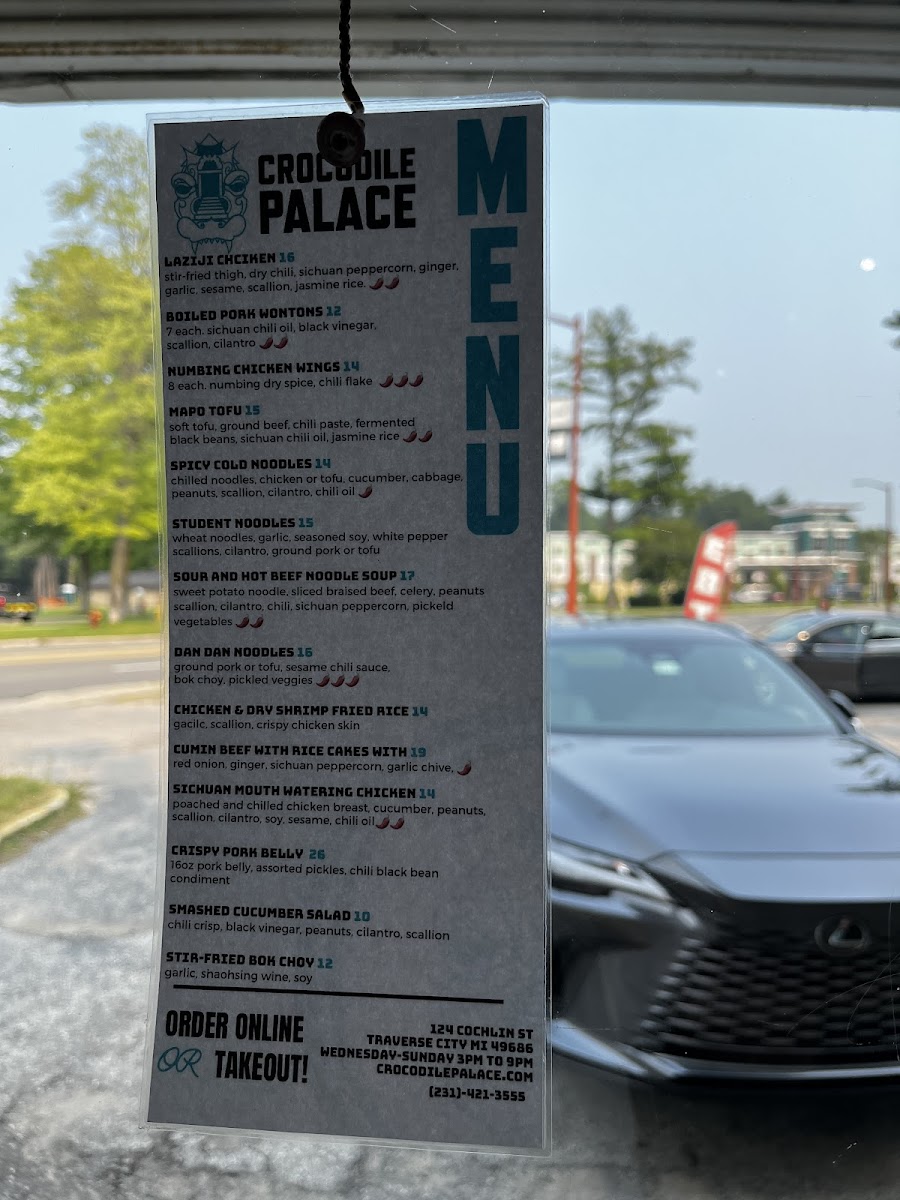 CROCODILE
PALACE
MENU
LAZIJI CHCIKEN 16
stir-fried thigh, dry chili, sichuan peppercorn, ginger,
garlic, sesame, scallion, jasmine rice.
BOILED PORK WONTONS 12
7 each. sichuan chili oil, black vinegar,
scallion, cilantro
NUMBING CHICKEN WINGS 14
8 each. numbing dry spice, chili flake
MAPO TOFU 15
soft tofu, ground beef, chili paste, fermented
black beans, sichuan chili oil, jasmine rice
SPICY COLD NOODLES 14
chilled noodles, chicken or tofu, cucumber, cabbage,
peanuts, scallion, cilantro, chili oil
STUDENT NOODLES 15
wheat noodles, garlic, seasoned soy, white pepper
scallions, cilantro, ground pork or tofu
SOUR AND HOT BEEF NOODLE SOUP 17
sweet potato noodle, sliced braised beef, celery, peanuts
scallion, cilantro, chili, sichuan peppercorn, pickeld
vegetables
DAN DAN NOODLES 16
ground pork or tofu, sesame chili sauce,
bok choy, pickled veggies
CHICKEN & DRY SHRIMP FRIED RICE 14
gacilc, scallion, crispy chicken skin
CUMIN BEEF WITH RICE CAKES WITH 19
red onion, ginger, sichuan peppercorn, garlic chive,
SICHUAN MOUTH WATERING CHICKEN 14
poached and chilled chicken breast, cucumber, peanuts,
scallion, cilantro, soy, sesame, chili oil
CRISPY PORK BELLY 26
16oz pork belly, assorted pickles, chili black bean
condiment
SMASHED CUCUMBER SALAD 10
chili crisp, black vinegar, peanuts, cilantro, scallion
STIR-FRIED BOK CHOY 12
garlic, shaohsing wine, soy
ORDER ONLINE
OR TAKEOUT!
124 COCHLIN ST
TRAVERSE CITY MI 49686
WEDNESDAY-SUNDAY 3PM TO 9PM
CROCODILEPALACE.COM
(231)-421-3555